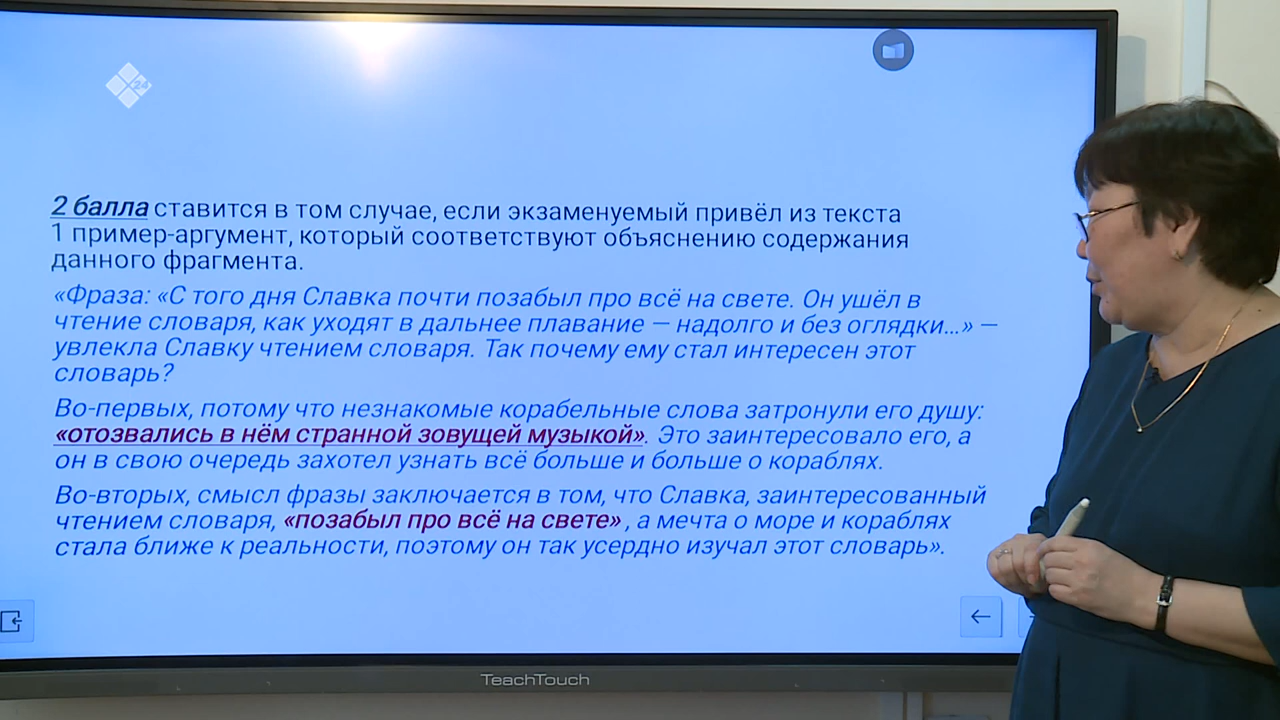 24
2 балла ставится в том случае, если экзаменуемый привёл из текста
1 пример-аргумент, который соответствуют объяснению содержания
данного фрагмента.
«Фраза: «С того дня Славка почти позабыл про всё на свете. Он ушёл в
чтение словаря, как уходят в дальнее плавание — надолго и без оглядки...» —
увлекла Славку чтением словаря. Так почему ему стал интересен этот
словарь?
Во-первых, потому что незнакомые корабельные слова затронули его душу:
«отозвались в нём странной зовущей музыкой». Это заинтересовало его, а
он в свою очередь захотел узнать всё больше и больше о кораблях.
Во-вторых, смысл фразы заключается в том, что Славка, заинтересованный
чтением словаря, «позабыл про всё на свете» , а мечта о море и кораблях
стала ближе к реальности, поэтому он так усердно изучал этот словарь».
TeachTouch